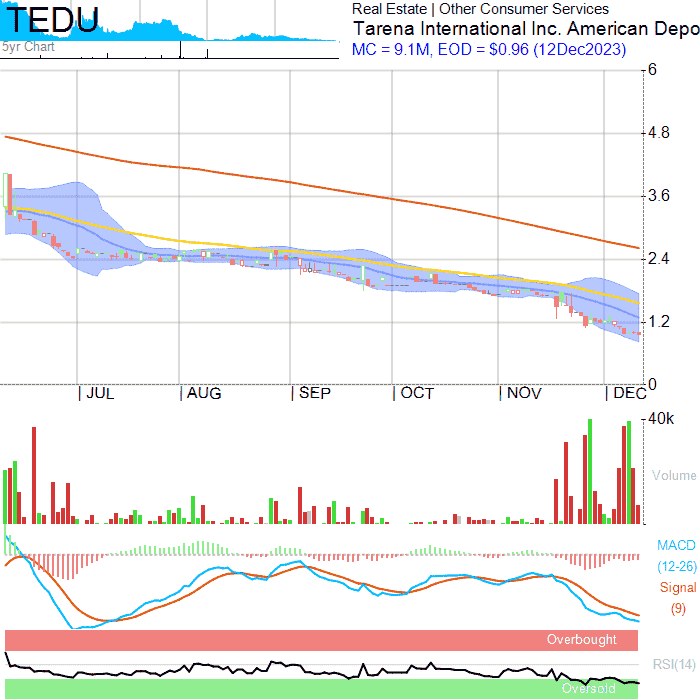 TEDU
5yr Chart
Real Estate | Other Consumer Services
Tarena International Inc. American Depo
MC = 9.1M, EOD = $0.96 (12Dec2023)
6
4.8
3.6
2.4
1.2
0
| JUL | AUG | SEP | OCT | NOV | DEC
40k
Volume
MACD
(12-26)
Signal
(9)
Overbought
RSI(14)
Oversold